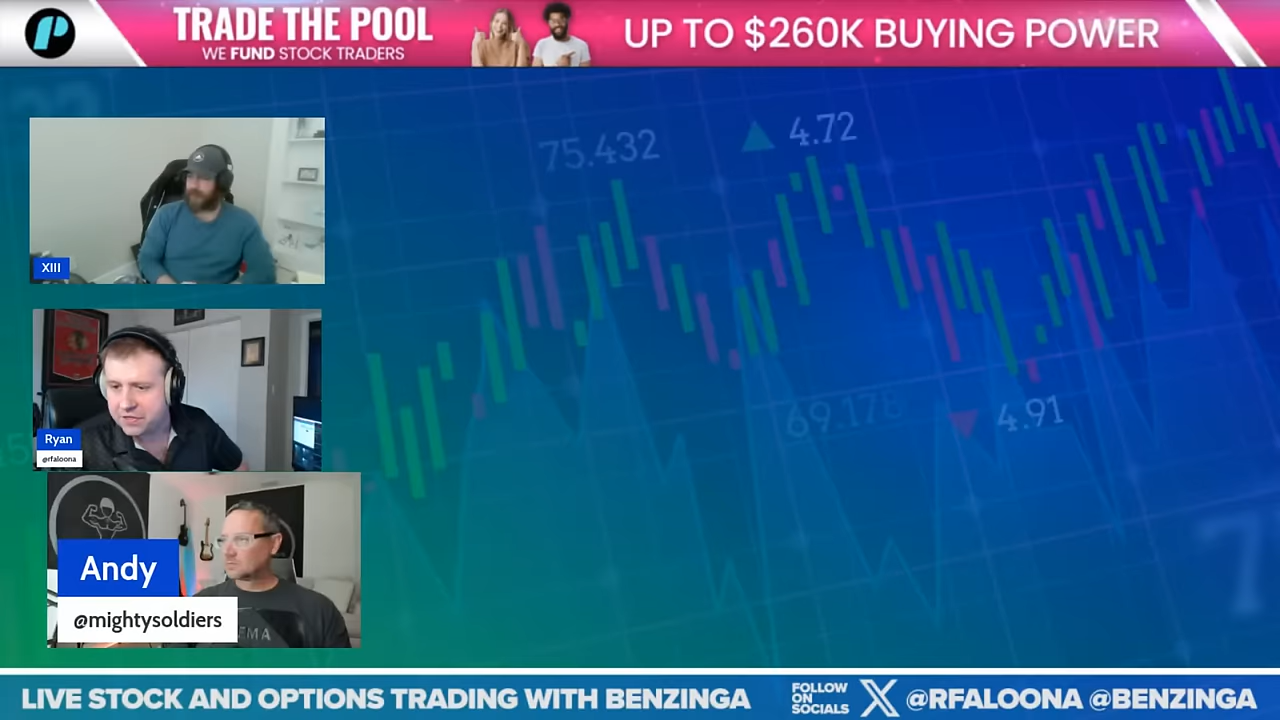 TRADE THE POOL
WE FUND STOCK TRADERS
UP TO $260K BUYING POWER
75.432
4.72
XIII
69.178
4.91
Ryan
@rfaloona
Andy
@mightysoldiers
LIVE STOCK AND OPTIONS TRADING WITH BENZINGA
FOLLOW
ON
SOCIALS
X @RFALOONA @BENZINGA